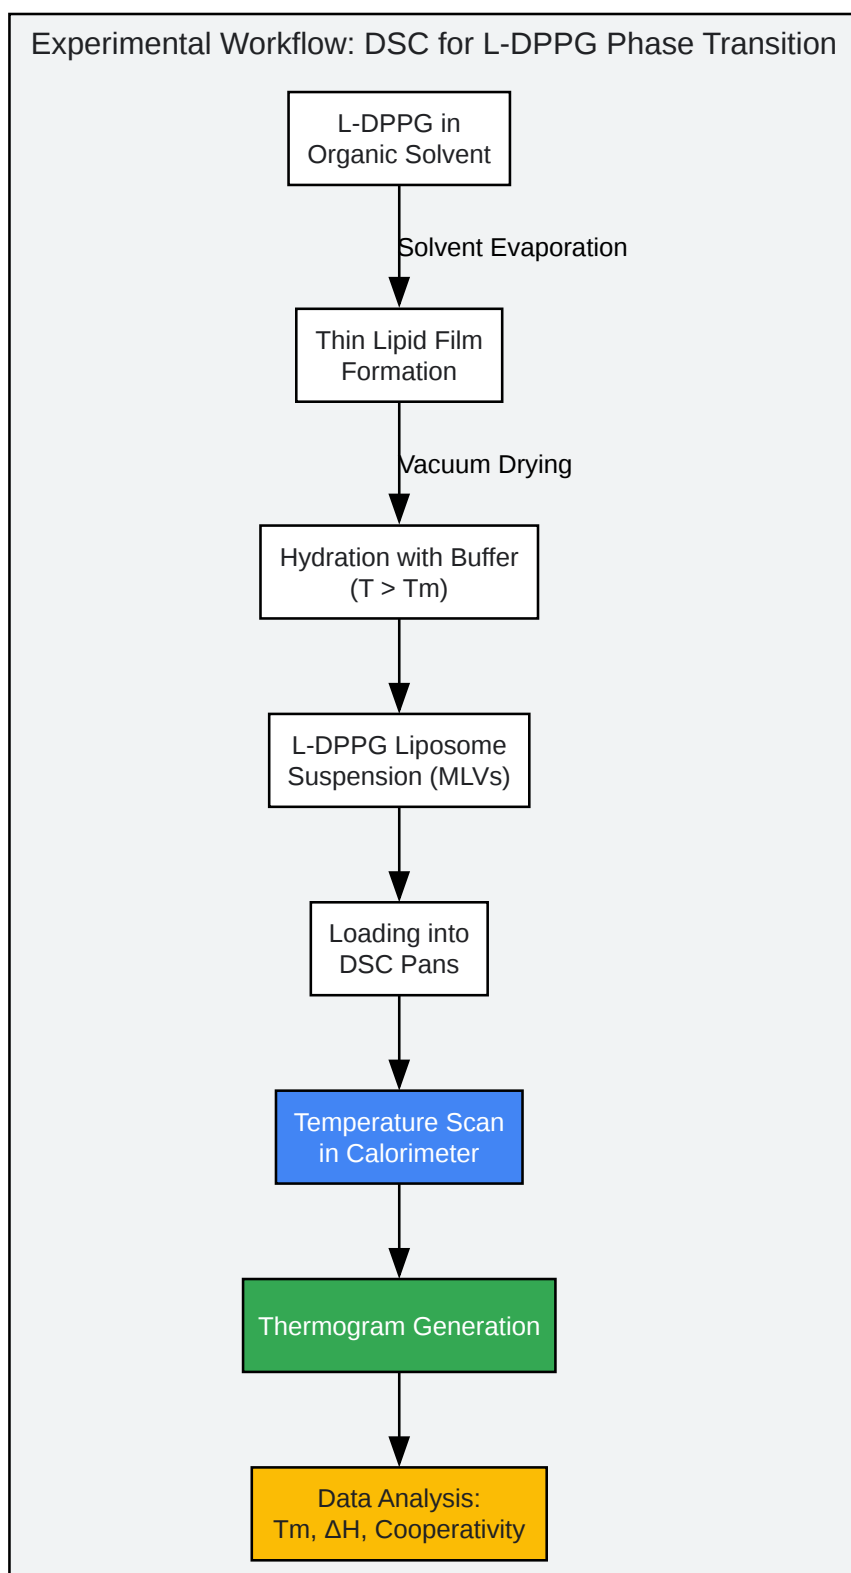 Experimental Workflow: DSC for L-DPPG Phase Transition
L-DPPG in
Organic Solvent
Solvent Evaporation
Thin Lipid Film
Formation
Vacuum Drying
Hydration with Buffer
(T > Tm)
L-DPPG Liposome
Suspension (MLVs)
Loading into
DSC Pans
Temperature Scan
in Calorimeter
Thermogram Generation
Data Analysis:
Tm, ΔH, Cooperativity